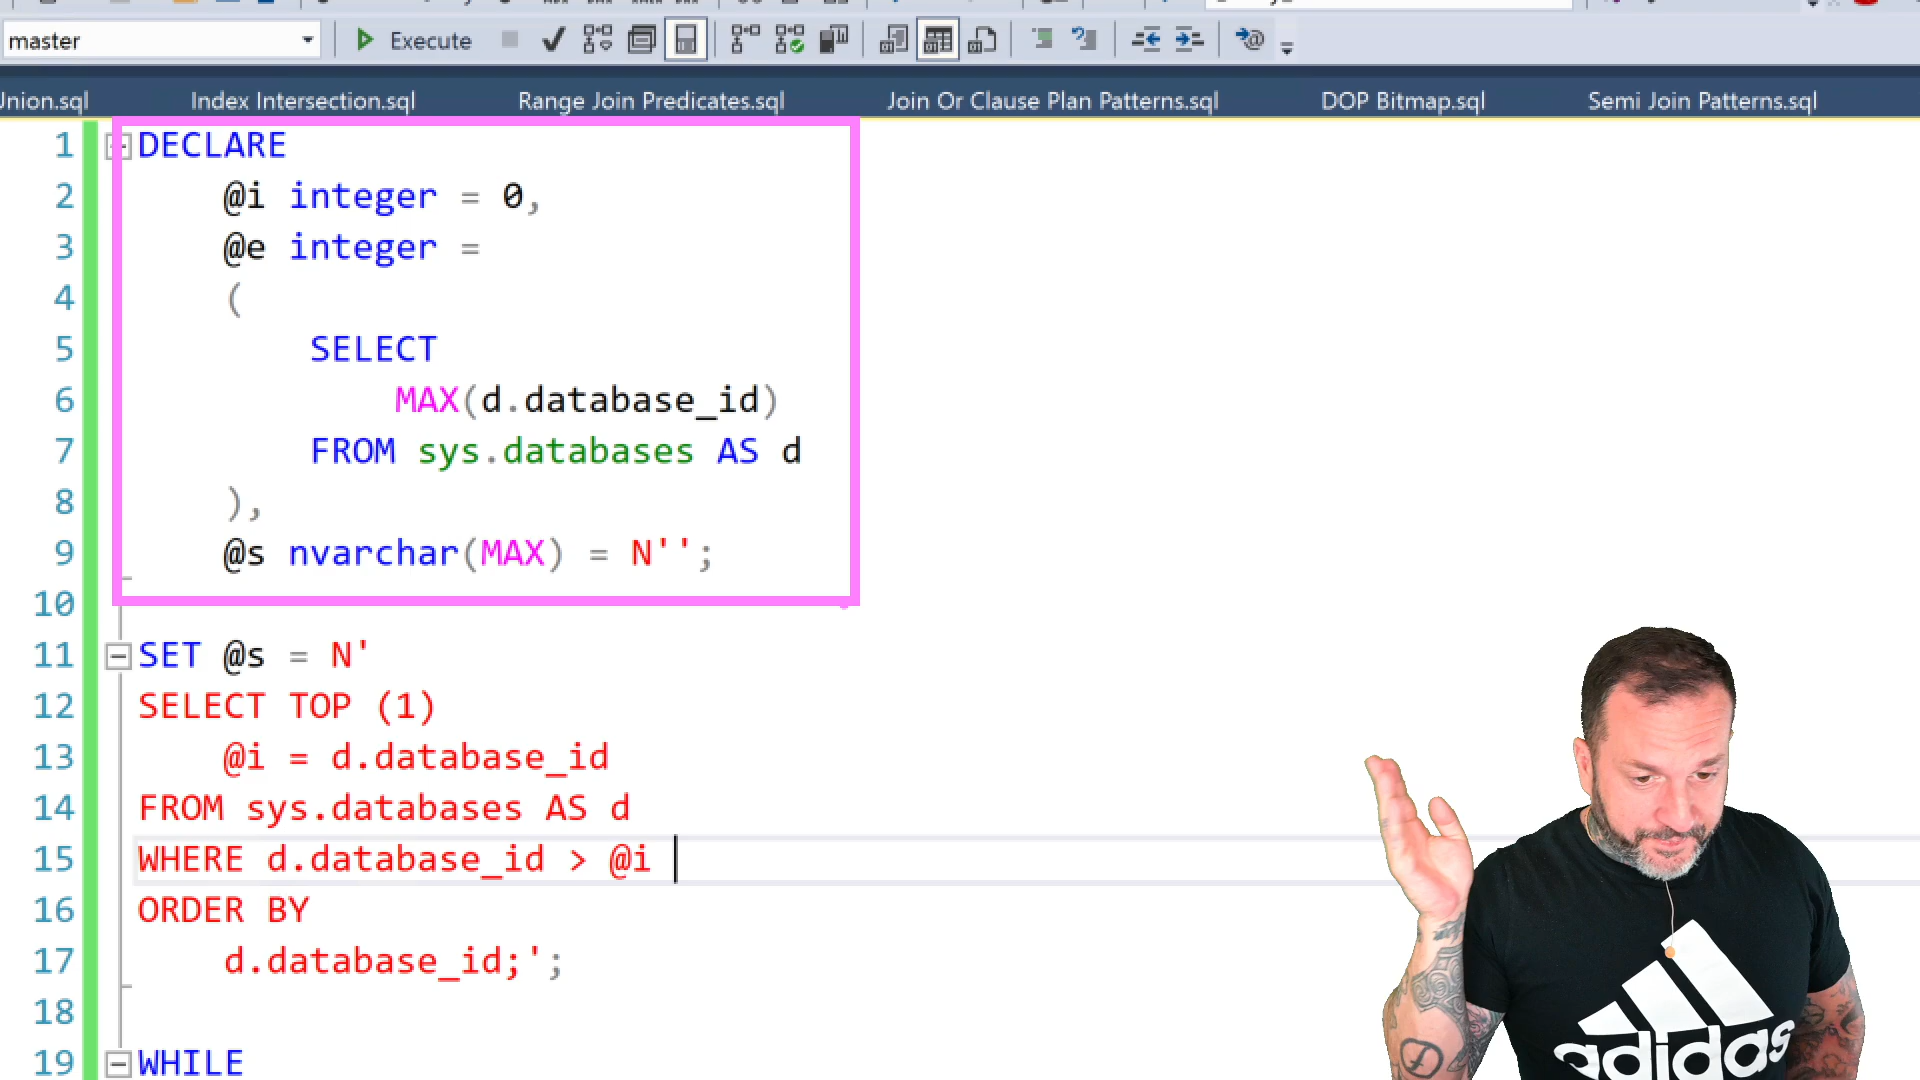 master
Execute
Union.sql
Index Intersection.sql
Range Join Predicates.sql
Join Or Clause Plan Patterns.sql
DOP Bitmap.sql
Semi Join Patterns.sql
1 DECLARE
2 @i integer = 0,
3 @e integer =
4 (
5 SELECT
6 MAX(d.database_id)
7 FROM sys.databases AS d
8 ),
9 @s nvarchar(MAX) = N'';
10
11 SET @s = N'
12 SELECT TOP (1)
13 @i = d.database_id
14 FROM sys.databases AS d
15 WHERE d.database_id > @i
16 ORDER BY
17 d.database_id;';
18
19 WHILE
adidas